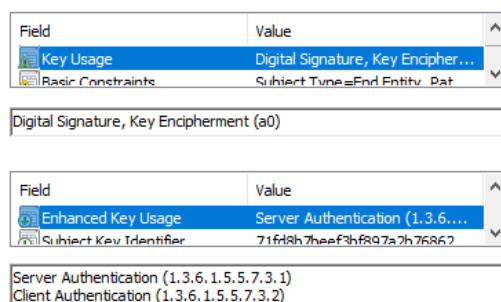 Field Value
Key Usage Digital Signature, Key Encipher...
Basic Constraints Subject Type=End Entity, Pat
Digital Signature, Key Encipherment (a0)
Field Value
Enhanced Key Usage Server Authentication (1.3.6....
Subject Key Identifier 71fd8b7beef3bf897a2b76862
Server Authentication (1.3.6.1.5.5.7.3.1)
Client Authentication (1.3.6.1.5.5.7.3.2)